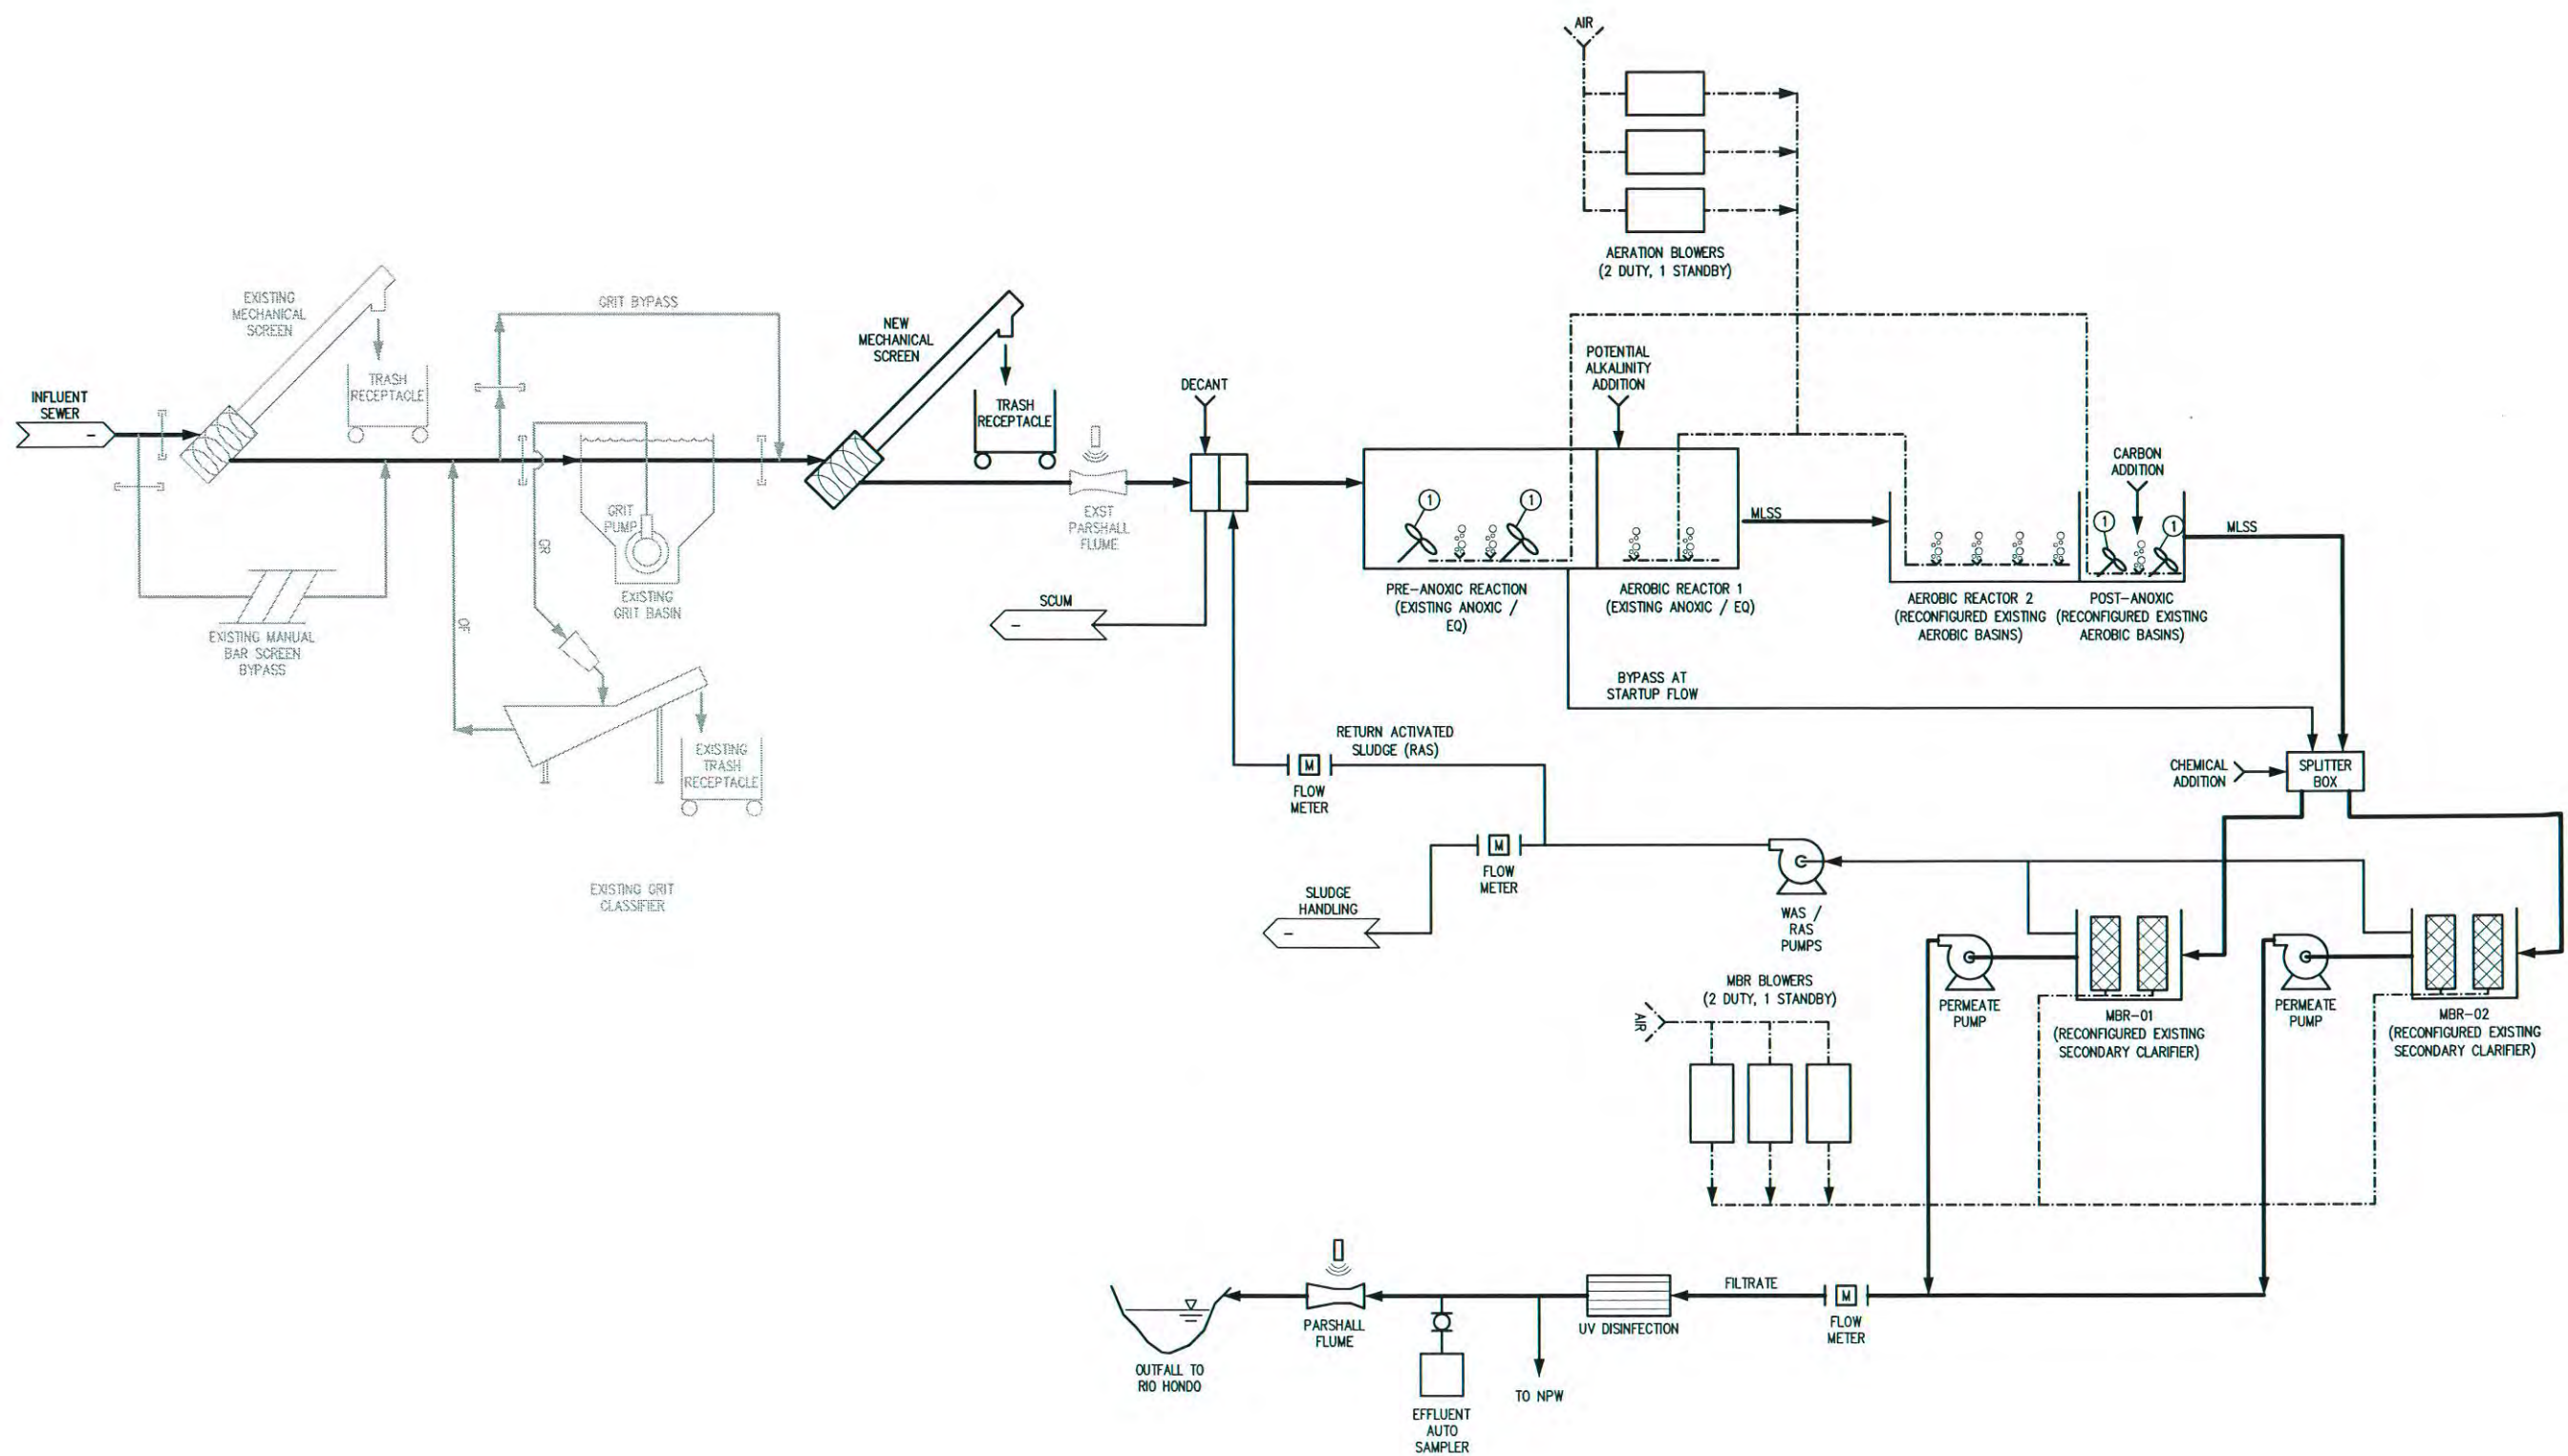 AIR
AERATION BLOWERS
(2 DUTY, 1 STANDBY)
EXISTING
MECHANICAL
SCREEN
TRASH
RECEPTACLE
GRIT BYPASS
NEW
MECHANICAL
SCREEN
TRASH
RECEPTACLE
INFLUENT
SEWER
-
GRIT
PUMP
GR
EXISTING
GRIT BASIN
OF
EXISTING MANUAL
BAR SCREEN
BYPASS
EXISTING
TRASH
RECEPTACLE
EXISTING GRIT
CLASSIFIER
EXST
PARSHALL
FLUME
DECANT
SCUM
-
POTENTIAL
ALKALINITY
ADDITION
1
1
PRE-ANOXIC REACTION
(EXISTING ANOXIC /
EQ)
AEROBIC REACTOR 1
(EXISTING ANOXIC / EQ)
MLSS
AEROBIC REACTOR 2
(RECONFIGURED EXISTING
AEROBIC BASINS)
CARBON
ADDITION
1
1
POST-ANOXIC
(RECONFIGURED EXISTING
AEROBIC BASINS)
MLSS
BYPASS AT
STARTUP FLOW
RETURN ACTIVATED
SLUDGE (RAS)
M
FLOW
METER
CHEMICAL
ADDITION
SPLITTER
BOX
M
FLOW
METER
SLUDGE
HANDLING
-
WAS /
RAS
PUMPS
MBR BLOWERS
(2 DUTY, 1 STANDBY)
AIR
PERMEATE
PUMP
MBR-01
(RECONFIGURED EXISTING
SECONDARY CLARIFIER)
PERMEATE
PUMP
MBR-02
(RECONFIGURED EXISTING
SECONDARY CLARIFIER)
OUTFALL TO
RIO HONDO
PARSHALL
FLUME
EFFLUENT
AUTO
SAMPLER
TO NPW
UV DISINFECTION
FILTRATE
M
FLOW
METER